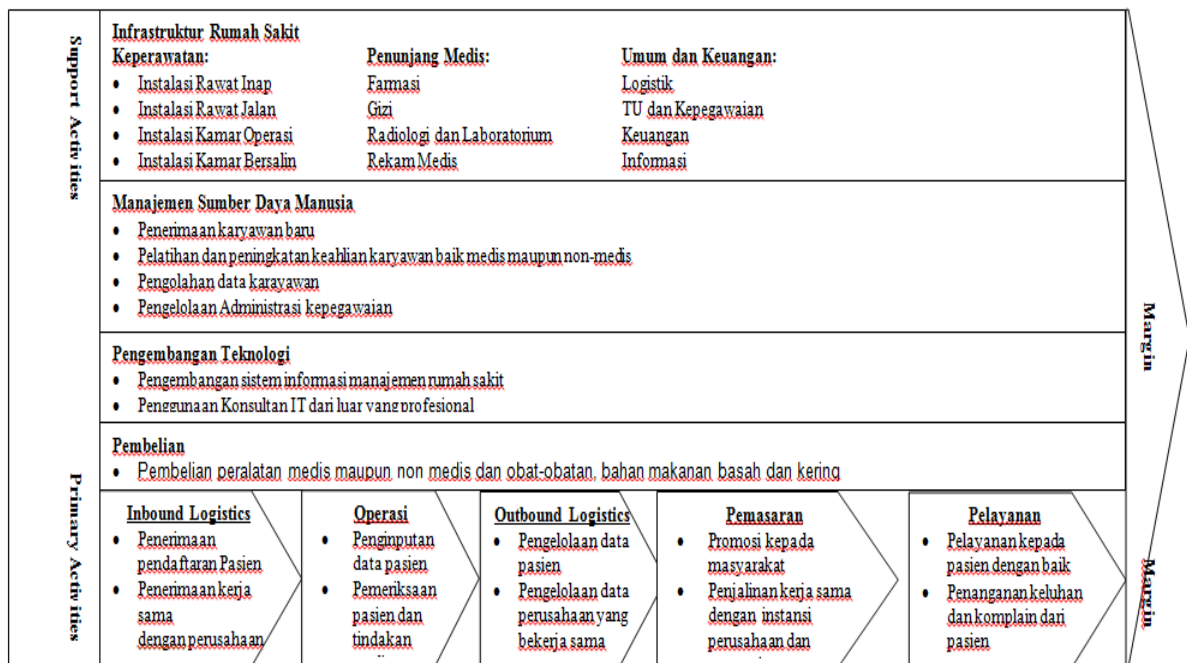 Support Activities
Infrastruktur Rumah Sakit
Keperawatan: Penunjang Medis: Umum dan Keuangan:
• Instalasi Rawat Inap Farmasi Logistik
• Instalasi Rawat Jalan Gizi TU dan Kepegawaian
• Instalasi Kamar Operasi Radiologi dan Laboratorium Keuangan
• Instalasi Kamar Bersalin Rekam Medis Informasi
Manajemen Sumber Daya Manusia
• Penerimaan karyawan baru
• Pelatihan dan peningkatan keahlian karyawan baik medis maupun non-medis
• Pengolahan data karayawan
• Pengelolaan Administrasi kepegawaian
Pengembangan Teknologi
• Pengembangan sistem informasi manajemen rumah sakit
• Penggunaan Konsultan IT dari luar yang profesional
Margin
Primary Activities
Pembelian
• Pembelian peralatan medis maupun non medis dan obat-obatan, bahan makanan basah dan kering
Inbound Logistics
• Penerimaan
pendaftaran Pasien
• Penerimaan kerja
sama
dengan perusahaan
Operasi
• Penginputan
data pasien
• Pemeriksaan
pasien dan
tindakan
Outbound Logistics
• Pengelolaan data
pasien
• Pengelolaan data
perusahaan yang
bekerja sama
Pemasaran
• Promosi kepada
masyarakat
• Penjalinan kerja sama
dengan instansi
perusahaan dan
Pelayanan
• Pelayanan kepada
pasien dengan baik
• Penanganan keluhan
dan komplain dari
pasien
Margin